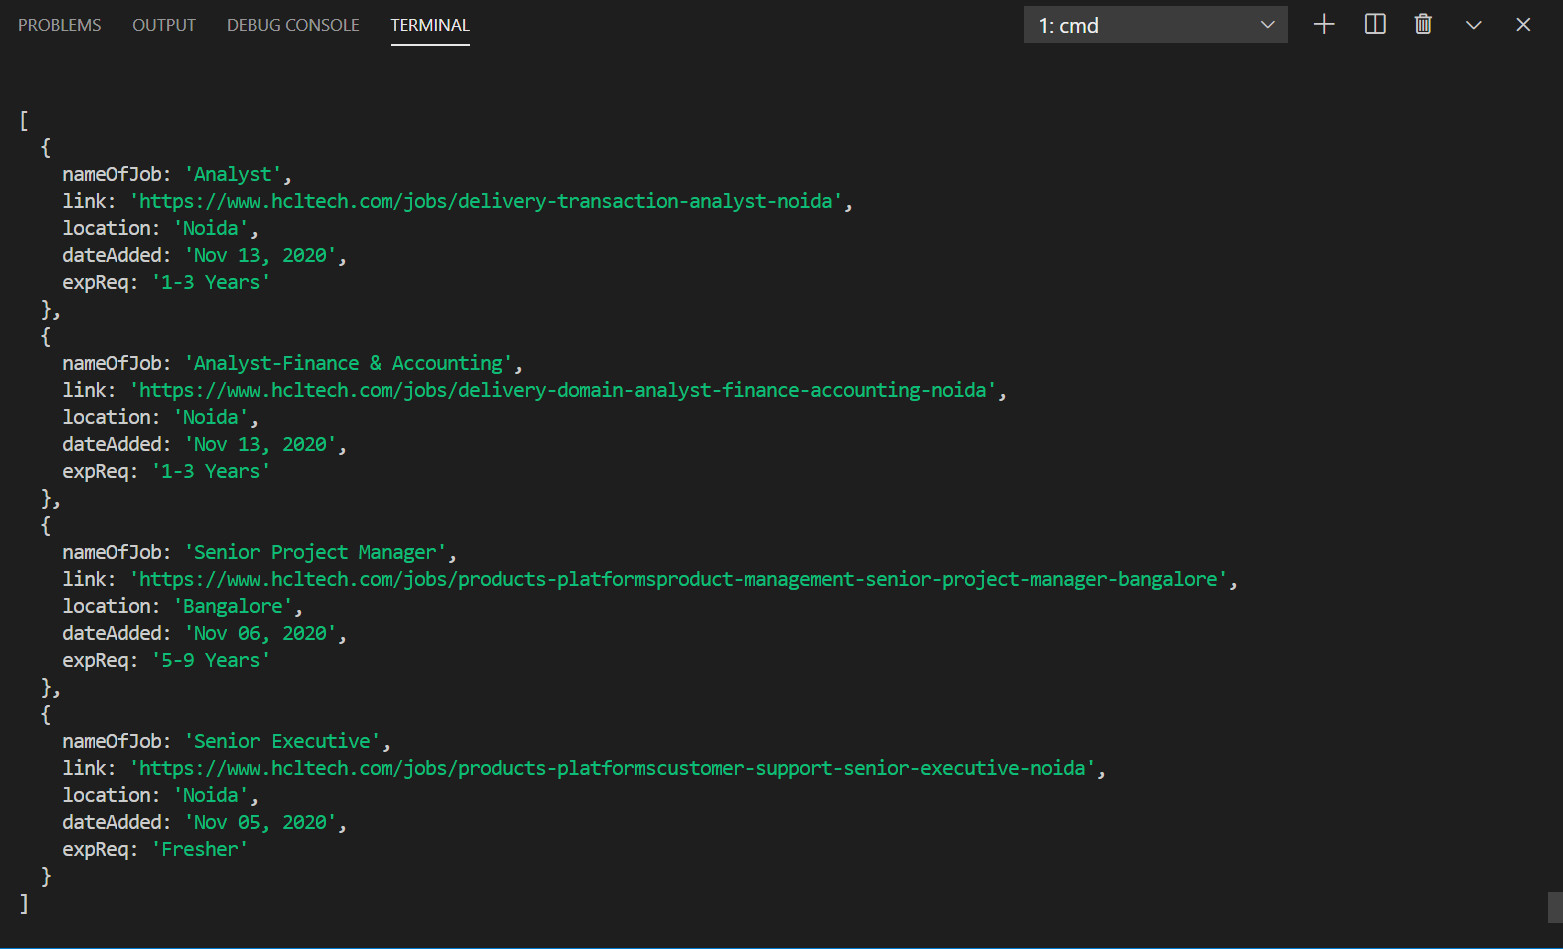 PROBLEMS OUTPUT DEBUG CONSOLE TERMINAL 1: cmd
[
  {
    nameOfJob: 'Analyst',
    link: 'https://www.hcltech.com/jobs/delivery-transaction-analyst-noida',
    location: 'Noida',
    dateAdded: 'Nov 13, 2020',
    expReq: '1-3 Years'
  },
  {
    nameOfJob: 'Analyst-Finance & Accounting',
    link: 'https://www.hcltech.com/jobs/delivery-domain-analyst-finance-accounting-noida',
    location: 'Noida',
    dateAdded: 'Nov 13, 2020',
    expReq: '1-3 Years'
  },
  {
    nameOfJob: 'Senior Project Manager',
    link: 'https://www.hcltech.com/jobs/products-platformsproduct-management-senior-project-manager-bangalore',
    location: 'Bangalore',
    dateAdded: 'Nov 06, 2020',
    expReq: '5-9 Years'
  },
  {
    nameOfJob: 'Senior Executive',
    link: 'https://www.hcltech.com/jobs/products-platformscustomer-support-senior-executive-noida',
    location: 'Noida',
    dateAdded: 'Nov 05, 2020',
    expReq: 'Fresher'
  }
]